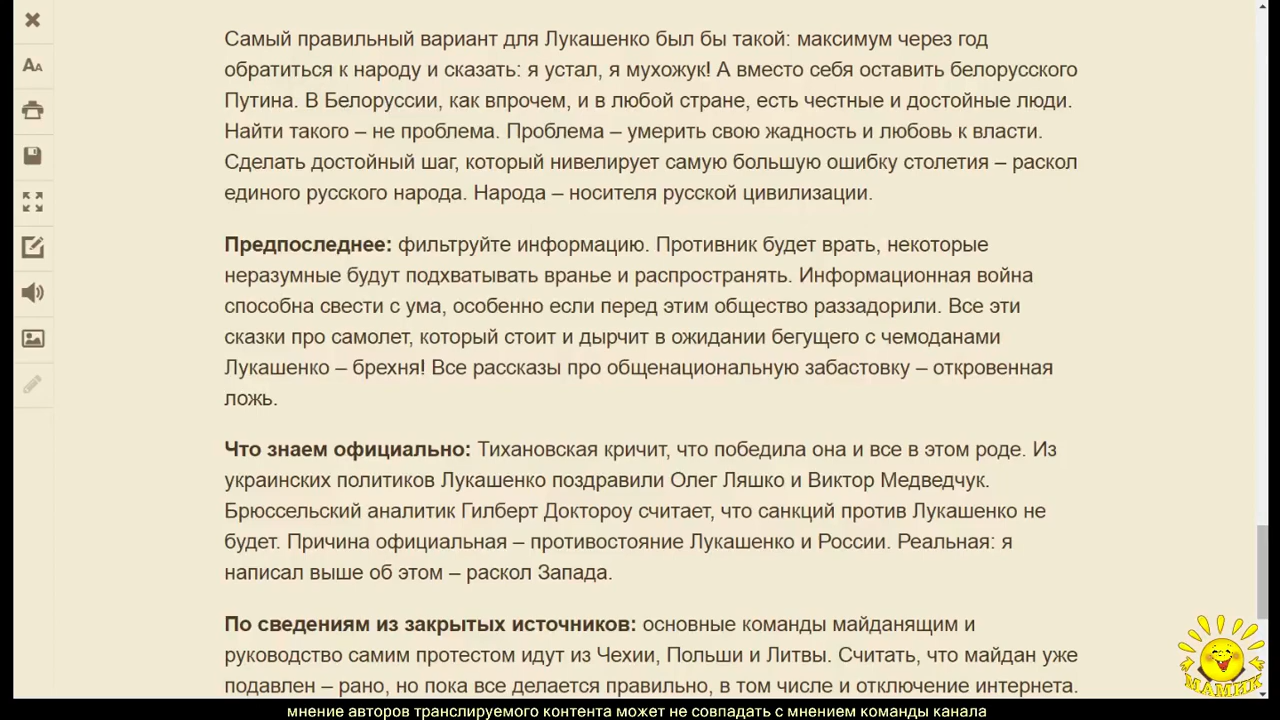 Самый правильный вариант для Лукашенко был бы такой: максимум через год
обратиться к народу и сказать: я устал, я мухожук! А вместо себя оставить белорусского
Путина. В Белоруссии, как впрочем, и в любой стране, есть честные и достойные люди.
Найти такого – не проблема. Проблема – умерить свою жадность и любовь к власти.
Сделать достойный шаг, который нивелирует самую большую ошибку столетия – раскол
единого русского народа. Народа – носителя русской цивилизации.
Предпоследнее: фильтруйте информацию. Противник будет врать, некоторые
неразумные будут подхватывать вранье и распространять. Информационная война
способна свести с ума, особенно если перед этим общество раззадорили. Все эти
сказки про самолет, который стоит и дырчит в ожидании бегущего с чемоданами
Лукашенко – брехня! Все рассказы про общенациональную забастовку – откровенная
ложь.
Что знаем официально: Тихановская кричит, что победила она и все в этом роде. Из
украинских политиков Лукашенко поздравили Олег Ляшко и Виктор Медведчук.
Брюссельский аналитик Гилберт Доктороу считает, что санкций против Лукашенко не
будет. Причина официальная – противостояние Лукашенко и России. Реальная: я
написал выше об этом – раскол Запада.
По сведениям из закрытых источников: основные команды майданящим и
руководство самим протестом идут из Чехии, Польши и Литвы. Считать, что майдан уже
подавлен – рано, но пока все делается правильно, в том числе и отключение интернета.
МАМИК
мнение авторов транслируемого контента может не совпадать с мнением команды канала